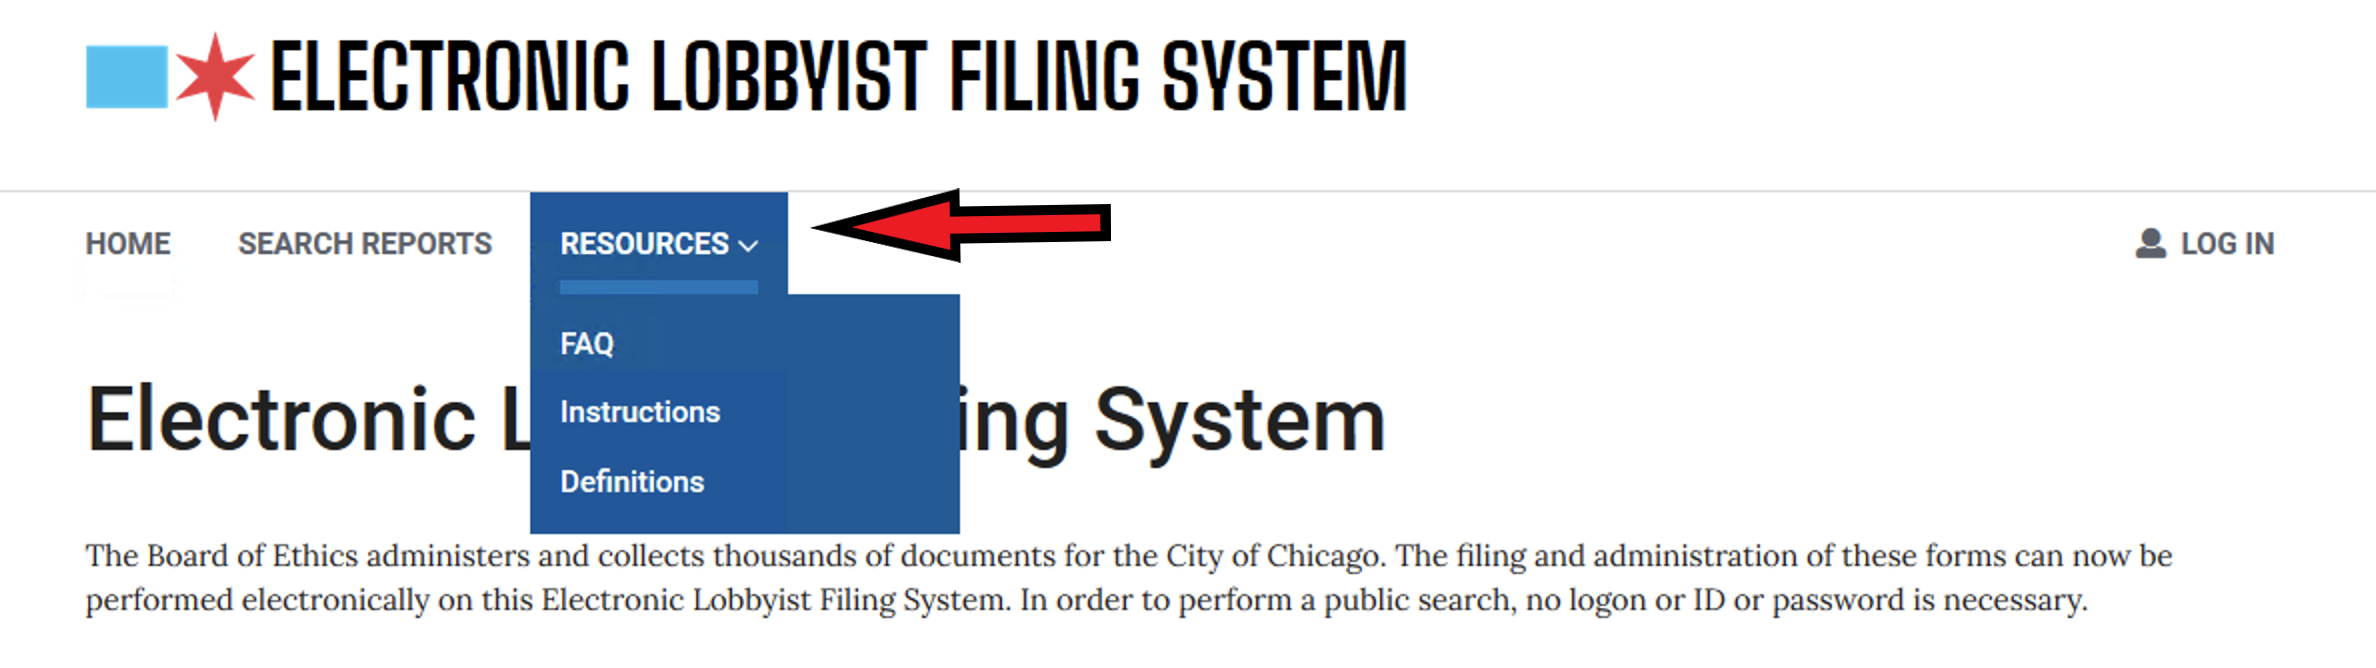 ELECTRONIC LOBBYIST FILING SYSTEM
HOME SEARCH REPORTS RESOURCES LOG IN
FAQ
Instructions
Definitions
Electronic L ing System
The Board of Ethics administers and collects thousands of documents for the City of Chicago. The filing and administration of these forms can now be
performed electronically on this Electronic Lobbyist Filing System. In order to perform a public search, no logon or ID or password is necessary.